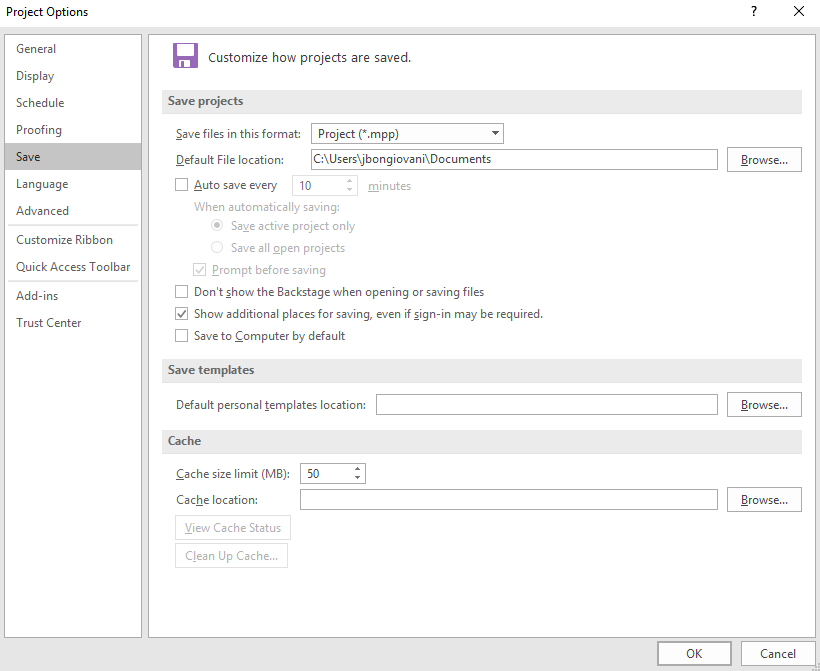 Project Options ?
General
Display
Schedule
Proofing
Save
Language
Advanced
Customize Ribbon
Quick Access Toolbar
Add-ins
Trust Center
Customize how projects are saved.
Save projects
Save files in this format: Project (*.mpp)
Default File location: C:\Users\jbongiovani\Documents Browse...
Auto save every 10 minutes
When automatically saving:
Save active project only
Save all open projects
Prompt before saving
Don't show the Backstage when opening or saving files
Show additional places for saving, even if sign-in may be required.
Save to Computer by default
Save templates
Default personal templates location: Browse...
Cache
Cache size limit (MB): 50
Cache location: Browse...
View Cache Status
Clean Up Cache...
OK Cancel